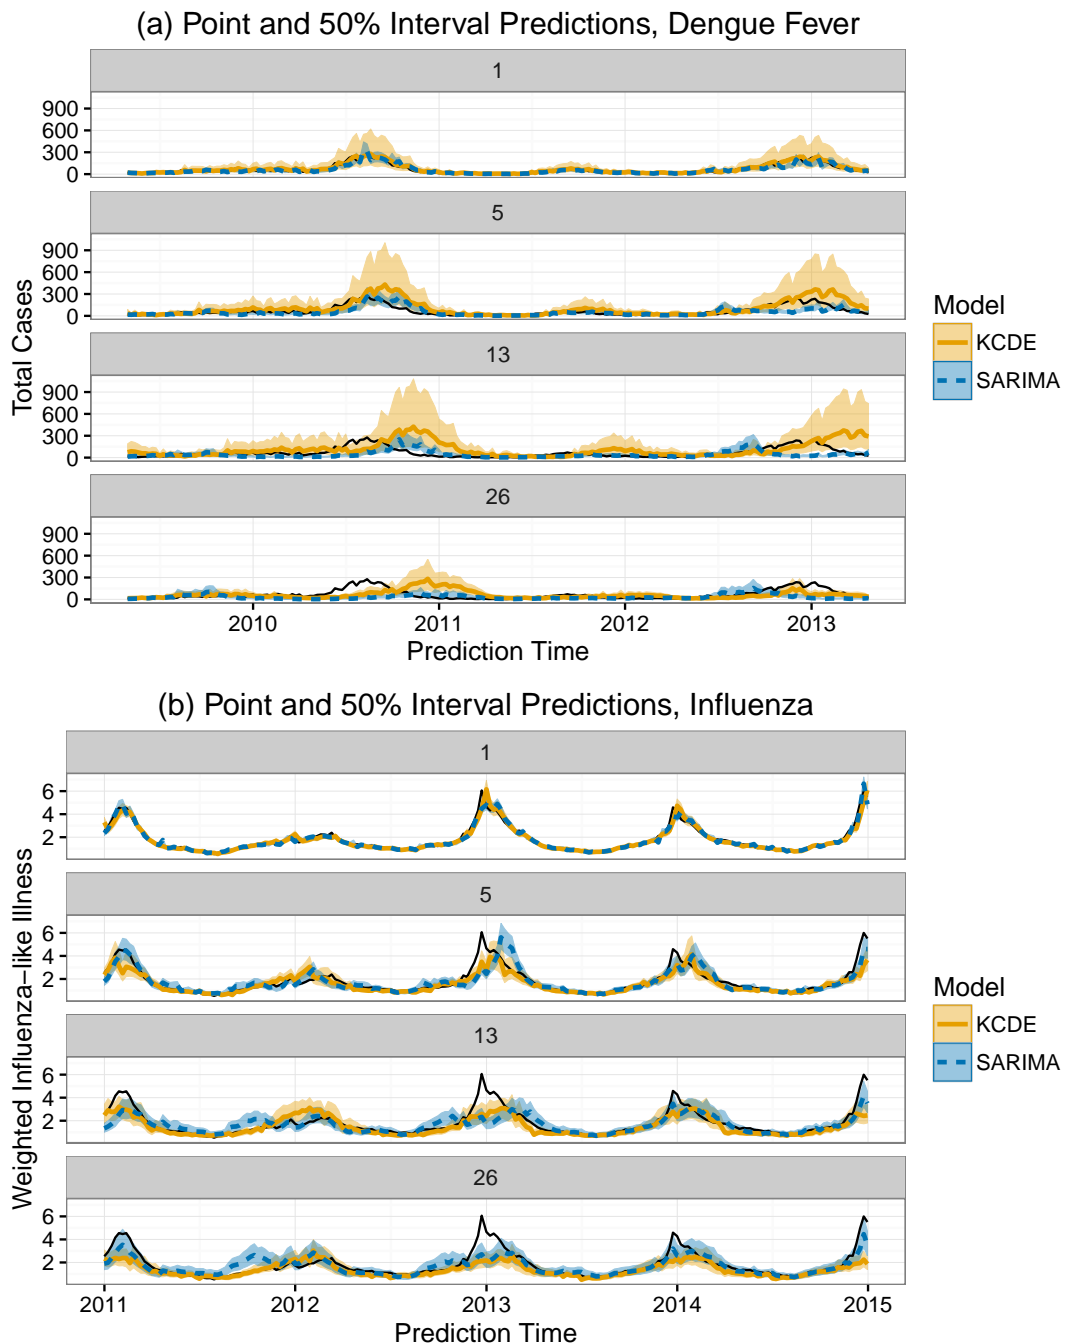 (a) Point and 50% Interval Predictions, Dengue Fever
1
900
600
300
0
5
900
600
300
0
13
900
600
300
0
26
900
600
300
0
Total Cases
2010 2011 2012 2013
Prediction Time
Model
KCDE
SARIMA
(b) Point and 50% Interval Predictions, Influenza
1
6
4
2
5
6
4
2
13
6
4
2
26
6
4
2
Weighted Influenza−like Illness
2011 2012 2013 2014 2015
Prediction Time
Model
KCDE
SARIMA